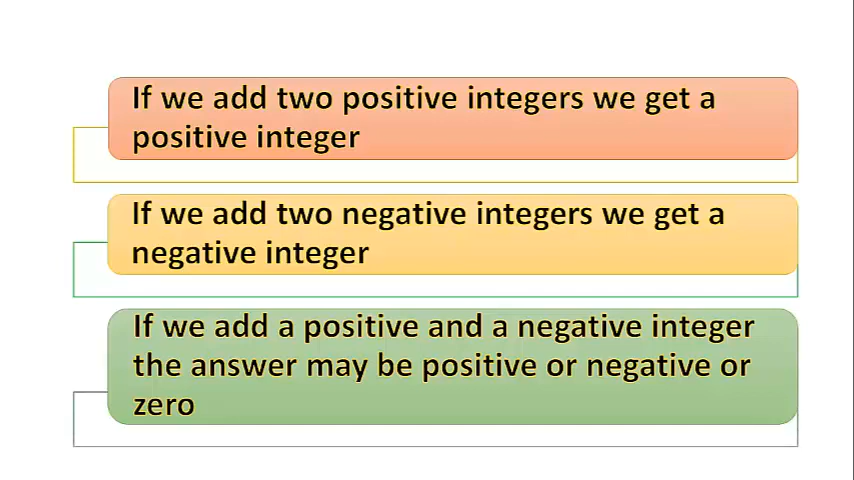 If we add two positive integers we get a
positive integer
If we add two negative integers we get a
negative integer
If we add a positive and a negative integer
the answer may be positive or negative or
zero